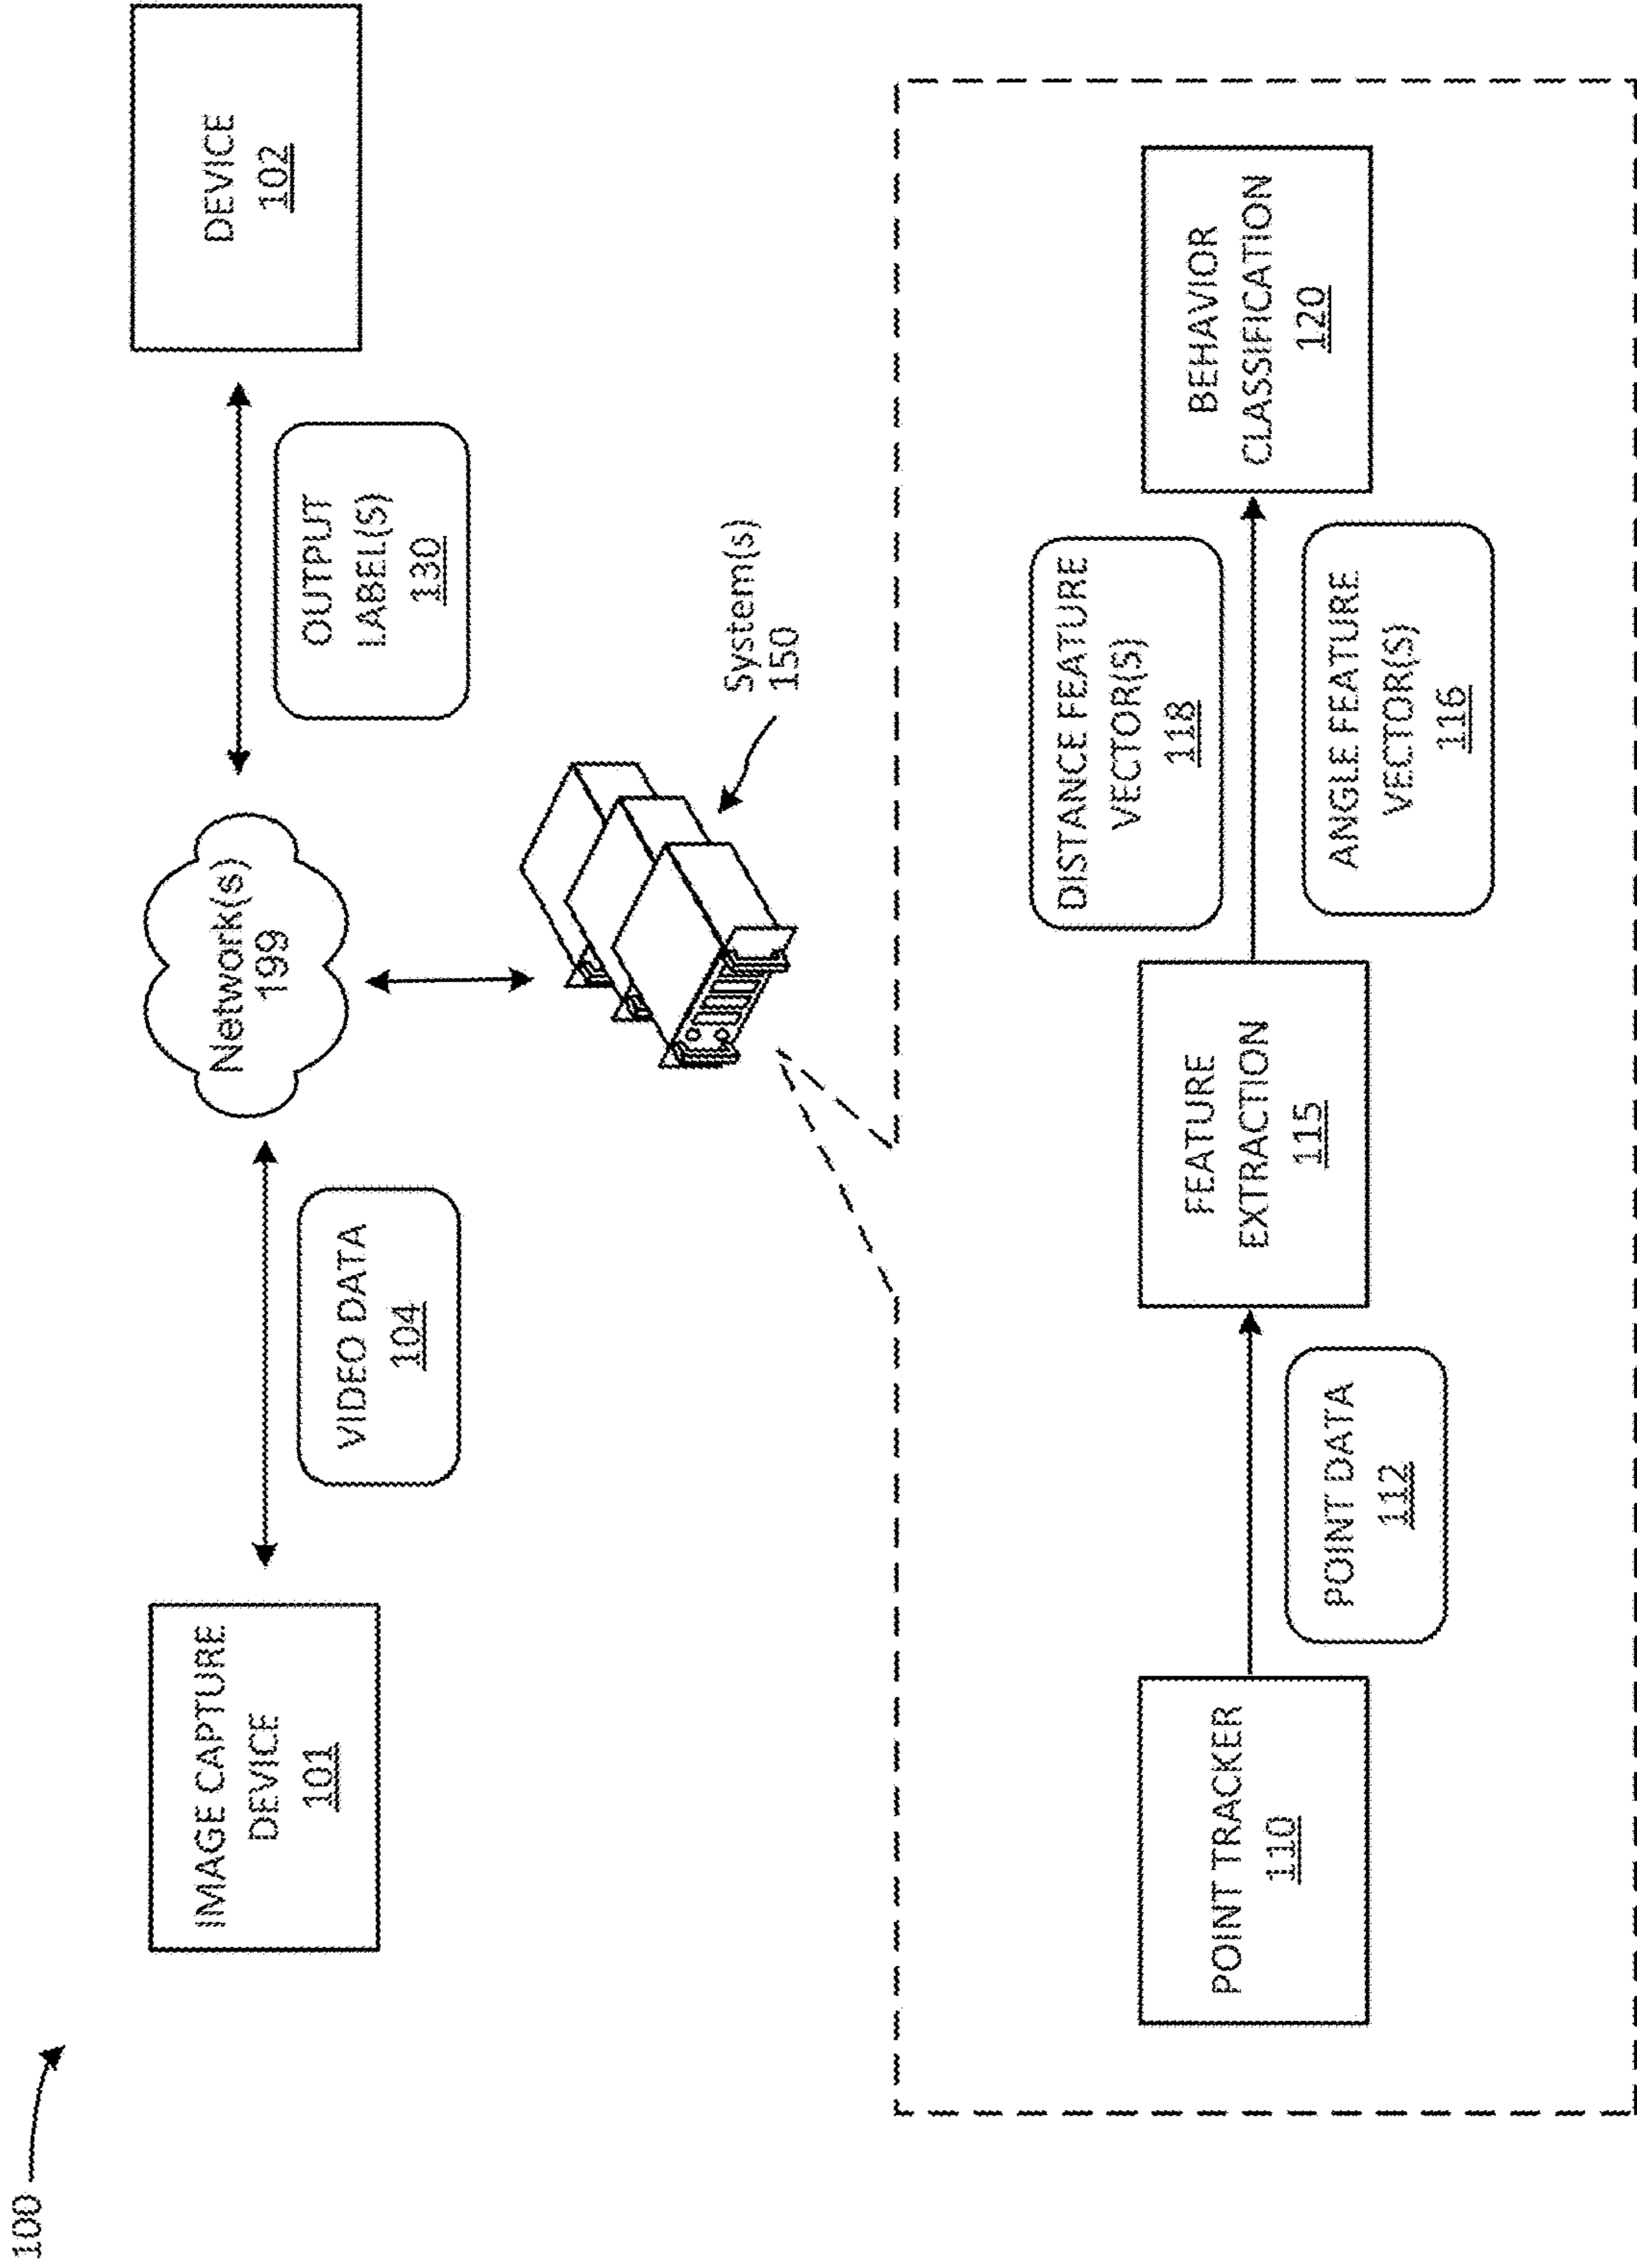 100
IMAGE CAPTURE
DEVICE
101
VIDEO DATA
104
Network(s)
199
OUTPUT
LABEL(S)
130
DEVICE
102
System(s)
150
POINT TRACKER
110
POINT DATA
112
FEATURE
EXTRACTION
115
DISTANCE FEATURE
VECTOR(S)
118
ANGLE FEATURE
VECTOR(S)
116
BEHAVIOR
CLASSIFICATION
120